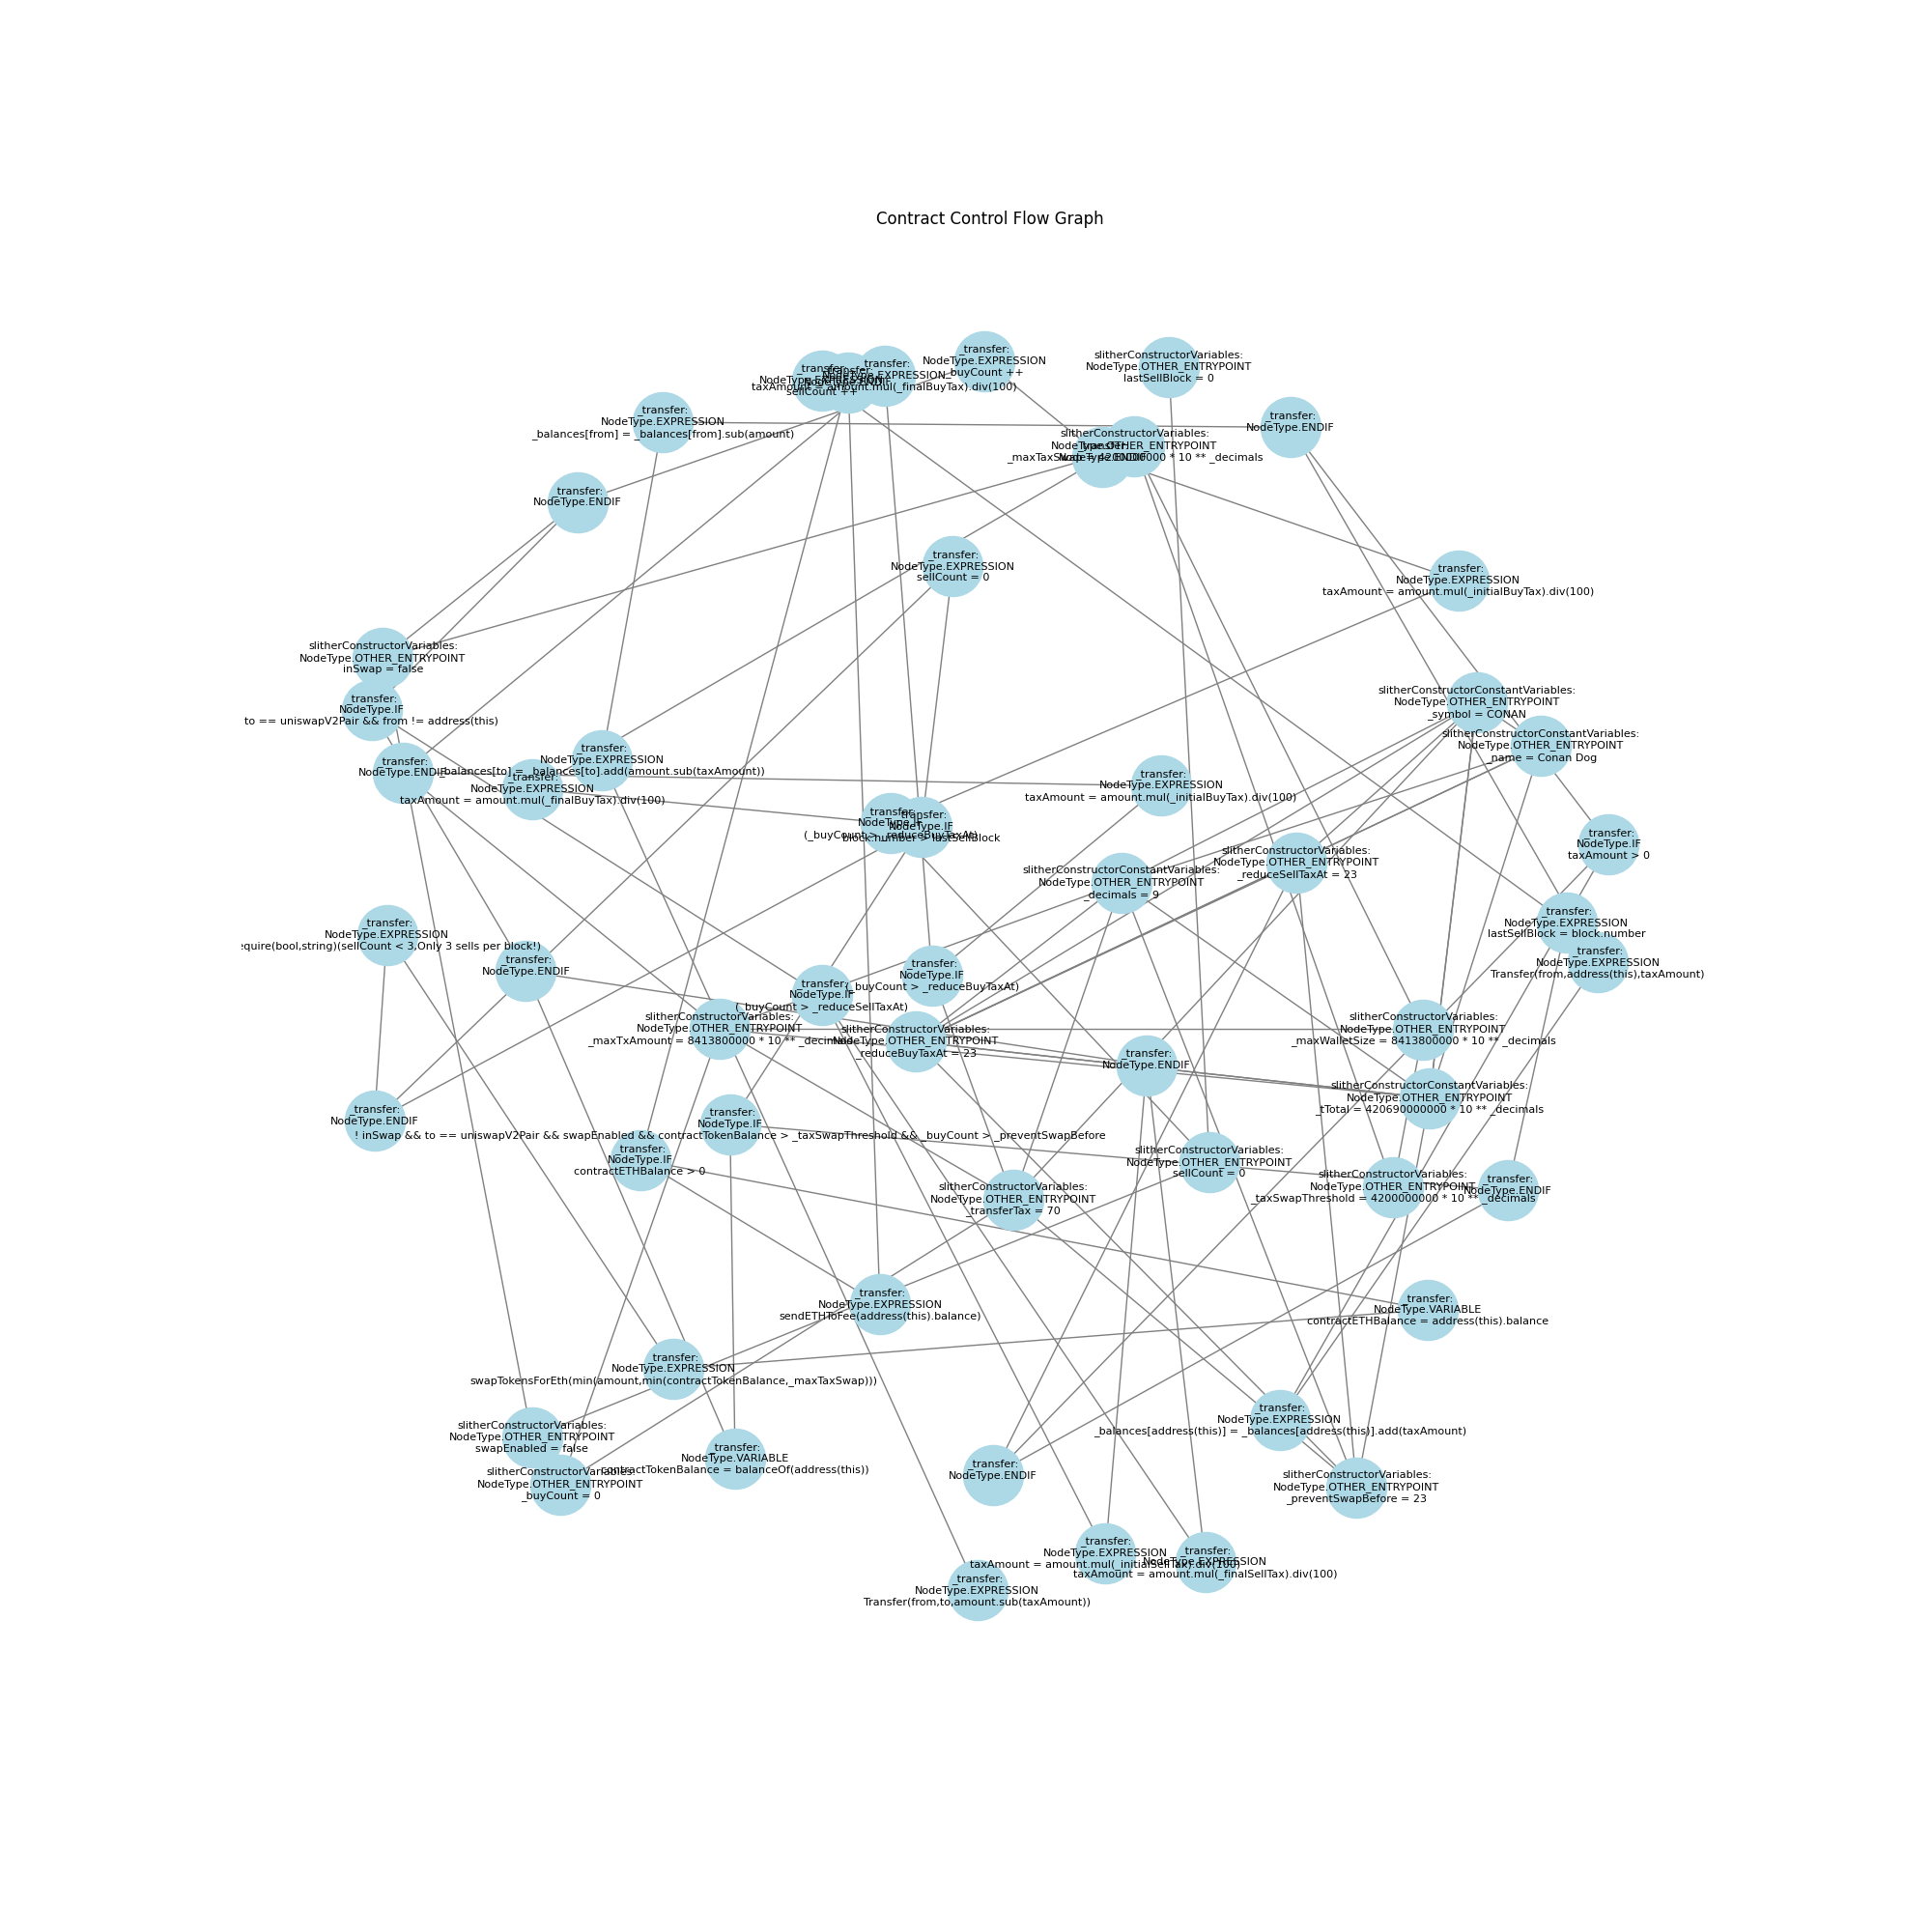 Contract Control Flow Graph
_transfer:
NodeType.EXPRESSION
_buyCount ++
slitherConstructorVariables:
NodeType.OTHER_ENTRYPOINT
lastSellBlock = 0
_transfer:
sellCount ++
_transfer:
NodeType.EXPRESSION
taxAmount = amount.mul(_finalBuyTax).div(100)
_transfer:
NodeType.EXPRESSION
_balances[from] = _balances[from].sub(amount)
_transfer:
NodeType.ENDIF
slitherConstructorVariables:
NodeType.OTHER_ENTRYPOINT
_maxTaxSwap = 4200000000 * 10 ** _decimals
_transfer:
NodeType.ENDIF
_transfer:
NodeType.ENDIF
_transfer:
NodeType.EXPRESSION
sellCount = 0
_transfer:
NodeType.EXPRESSION
taxAmount = amount.mul(_initialBuyTax).div(100)
slitherConstructorVariables:
NodeType.OTHER_ENTRYPOINT
inSwap = false
_transfer:
NodeType.IF
to == uniswapV2Pair && from != address(this)
slitherConstructorConstantVariables:
NodeType.OTHER_ENTRYPOINT
_symbol = CONAN
slitherConstructorConstantVariables:
NodeType.OTHER_ENTRYPOINT
_name = Conan Dog
_transfer:
NodeType.ENDIF
_transfer:
NodeType.EXPRESSION
_balances[to] = _balances[to].add(amount.sub(taxAmount))
_transfer:
NodeType.EXPRESSION
taxAmount = amount.mul(_finalBuyTax).div(100)
_transfer:
NodeType.EXPRESSION
taxAmount = amount.mul(_initialBuyTax).div(100)
_transfer:
NodeType.IF
(_buyCount > _reduceBuyTaxAt)
_transfer:
NodeType.IF
block.number > lastSellBlock
_transfer:
NodeType.IF
taxAmount > 0
slitherConstructorVariables:
NodeType.OTHER_ENTRYPOINT
_reduceSellTaxAt = 23
slitherConstructorConstantVariables:
NodeType.OTHER_ENTRYPOINT
_decimals = 9
_transfer:
NodeType.EXPRESSION
lastSellBlock = block.number
_transfer:
NodeType.EXPRESSION
Transfer(from,address(this),taxAmount)
_transfer:
NodeType.EXPRESSION
equire(bool,string)(sellCount < 3,Only 3 sells per block!)
_transfer:
NodeType.ENDIF
_transfer:
NodeType.IF
(_buyCount > _reduceBuyTaxAt)
_transfer:
NodeType.IF
(_buyCount > _reduceSellTaxAt)
slitherConstructorVariables:
NodeType.OTHER_ENTRYPOINT
_maxTxAmount = 8413800000 * 10 ** _decimals
slitherConstructorVariables:
NodeType.OTHER_ENTRYPOINT
_reduceBuyTaxAt = 23
slitherConstructorVariables:
NodeType.OTHER_ENTRYPOINT
_maxWalletSize = 8413800000 * 10 ** _decimals
_transfer:
NodeType.ENDIF
slitherConstructorConstantVariables:
NodeType.OTHER_ENTRYPOINT
_tTotal = 420690000000 * 10 ** _decimals
_transfer:
NodeType.ENDIF
_transfer:
NodeType.IF
! inSwap && to == uniswapV2Pair && swapEnabled && contractTokenBalance > _taxSwapThreshold && _buyCount > _preventSwapBefore
_transfer:
NodeType.IF
contractETHBalance > 0
slitherConstructorVariables:
NodeType.OTHER_ENTRYPOINT
sellCount = 0
slitherConstructorVariables:
NodeType.OTHER_ENTRYPOINT
_taxSwapThreshold = 4200000000 * 10 ** _decimals
_transfer:
NodeType.ENDIF
slitherConstructorVariables:
NodeType.OTHER_ENTRYPOINT
_transferTax = 70
_transfer:
NodeType.EXPRESSION
sendETHToFee(address(this).balance)
_transfer:
NodeType.VARIABLE
contractETHBalance = address(this).balance
_transfer:
NodeType.EXPRESSION
swapTokensForEth(min(amount,min(contractTokenBalance,_maxTaxSwap)))
slitherConstructorVariables:
NodeType.OTHER_ENTRYPOINT
swapEnabled = false
_transfer:
NodeType.EXPRESSION
_balances[address(this)] = _balances[address(this)].add(taxAmount)
_transfer:
NodeType.VARIABLE
contractTokenBalance = balanceOf(address(this))
slitherConstructorVariables:
NodeType.OTHER_ENTRYPOINT
_buyCount = 0
_transfer:
NodeType.ENDIF
slitherConstructorVariables:
NodeType.OTHER_ENTRYPOINT
_preventSwapBefore = 23
_transfer:
NodeType.EXPRESSION
taxAmount = amount.mul(_initialSellTax).div(100)
_transfer:
NodeType.EXPRESSION
taxAmount = amount.mul(_finalSellTax).div(100)
_transfer:
NodeType.EXPRESSION
Transfer(from,to,amount.sub(taxAmount))